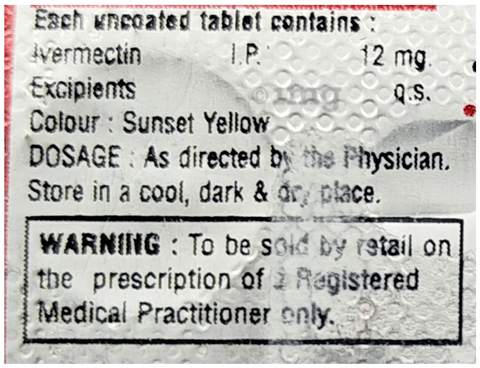 Each uncoated tablet contains :
Ivermectin I.P. 12 mg.
Excipients q.s.
Colour : Sunset Yellow
DOSAGE : As directed by the Physician.
Store in a cool, dark & dry place.
WARNING : To be sold by retail on
the prescription of a Registered
Medical Practitioner only.